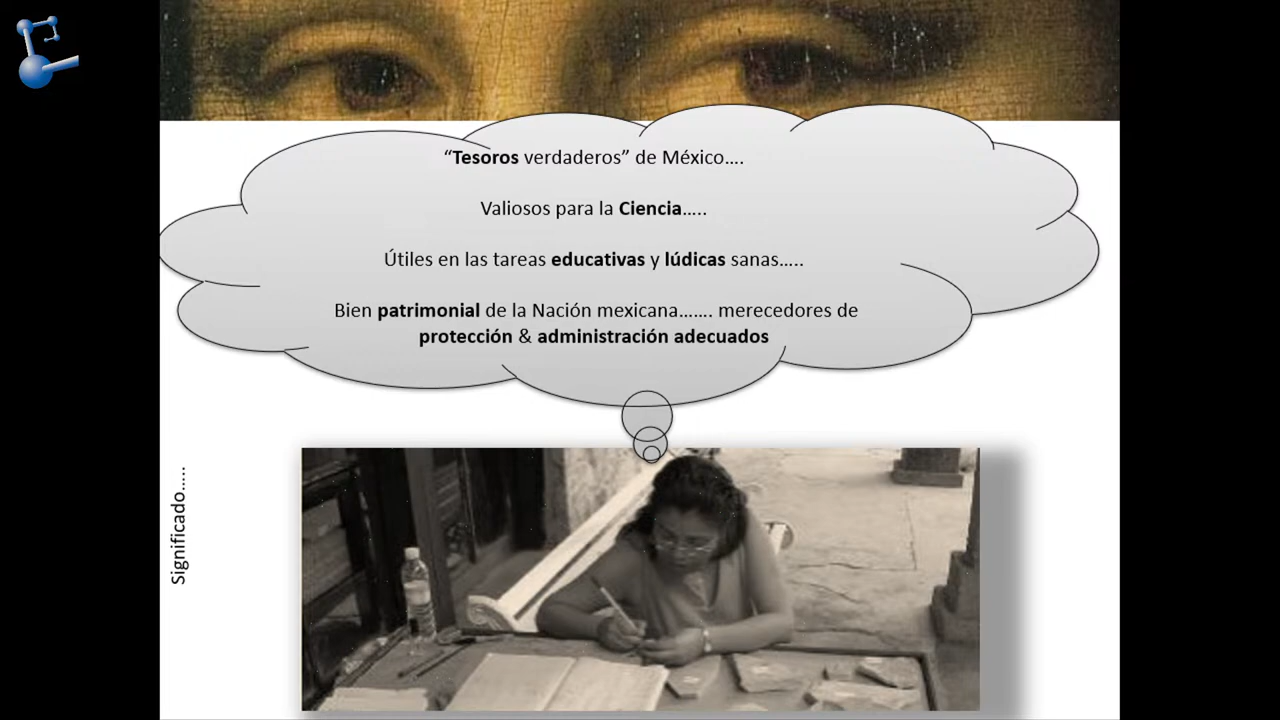 “Tesoros verdaderos” de México....
Valiosos para la Ciencia.....
Útiles en las tareas educativas y lúdicas sanas.....
Bien patrimonial de la Nación mexicana....... merecedores de
protección & administración adecuados
Significado.....